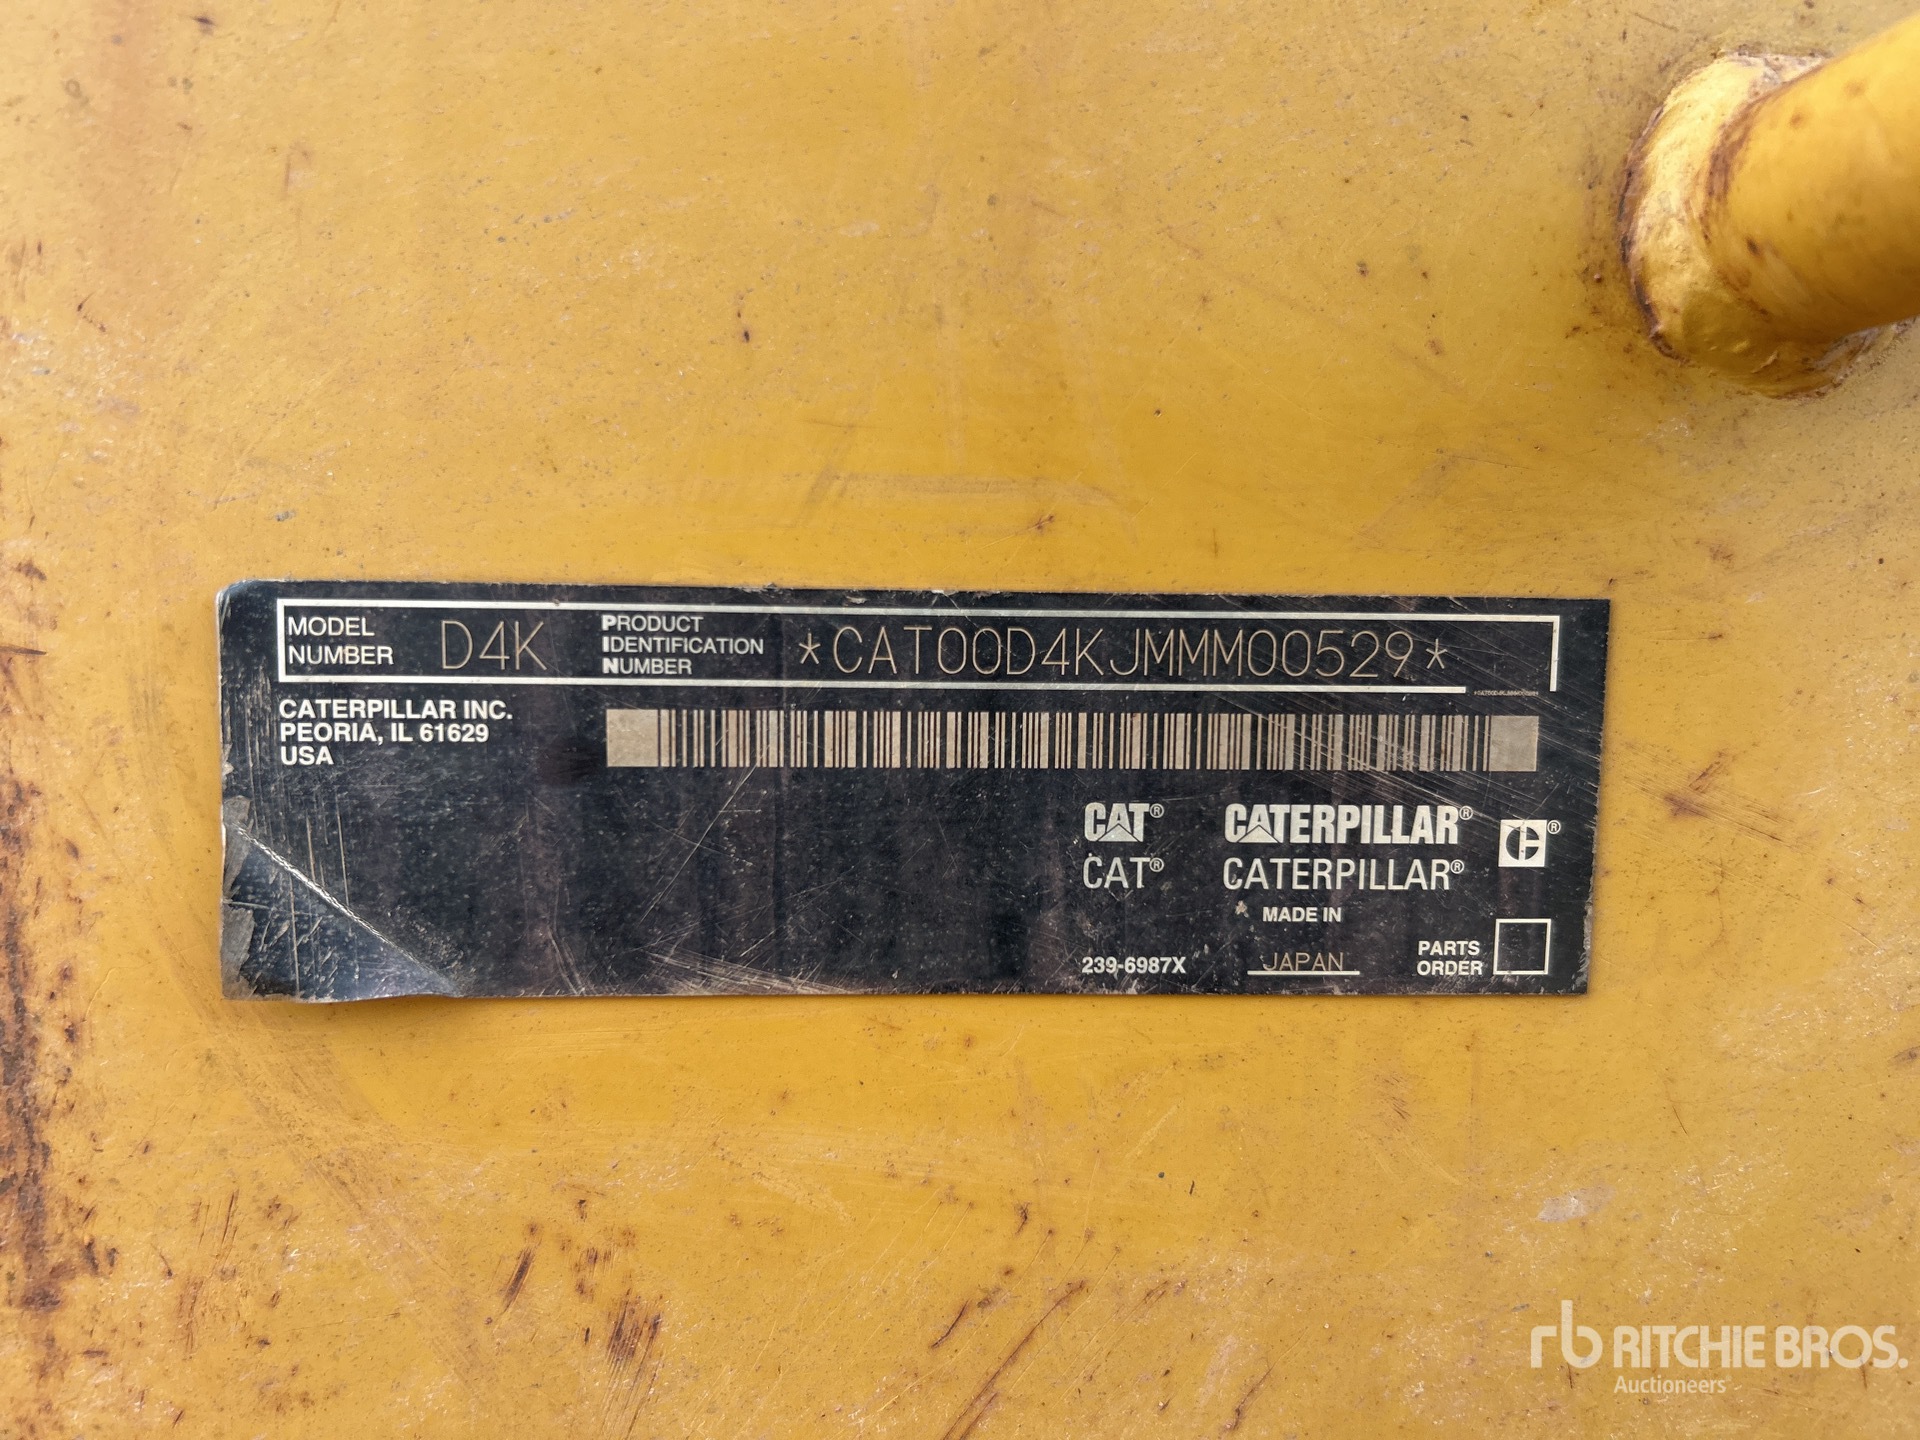 MODEL NUMBER D4K PRODUCT IDENTIFICATION NUMBER *CAT00D4KJMMM00529*
CATERPILLAR INC.
PEORIA, IL 61629
USA
CAT® CATERPILLAR® C®
CAT® CATERPILLAR®
MADE IN
239-6987X JAPAN PARTS ORDER
rb RITCHIE BROS.
Auctioneers